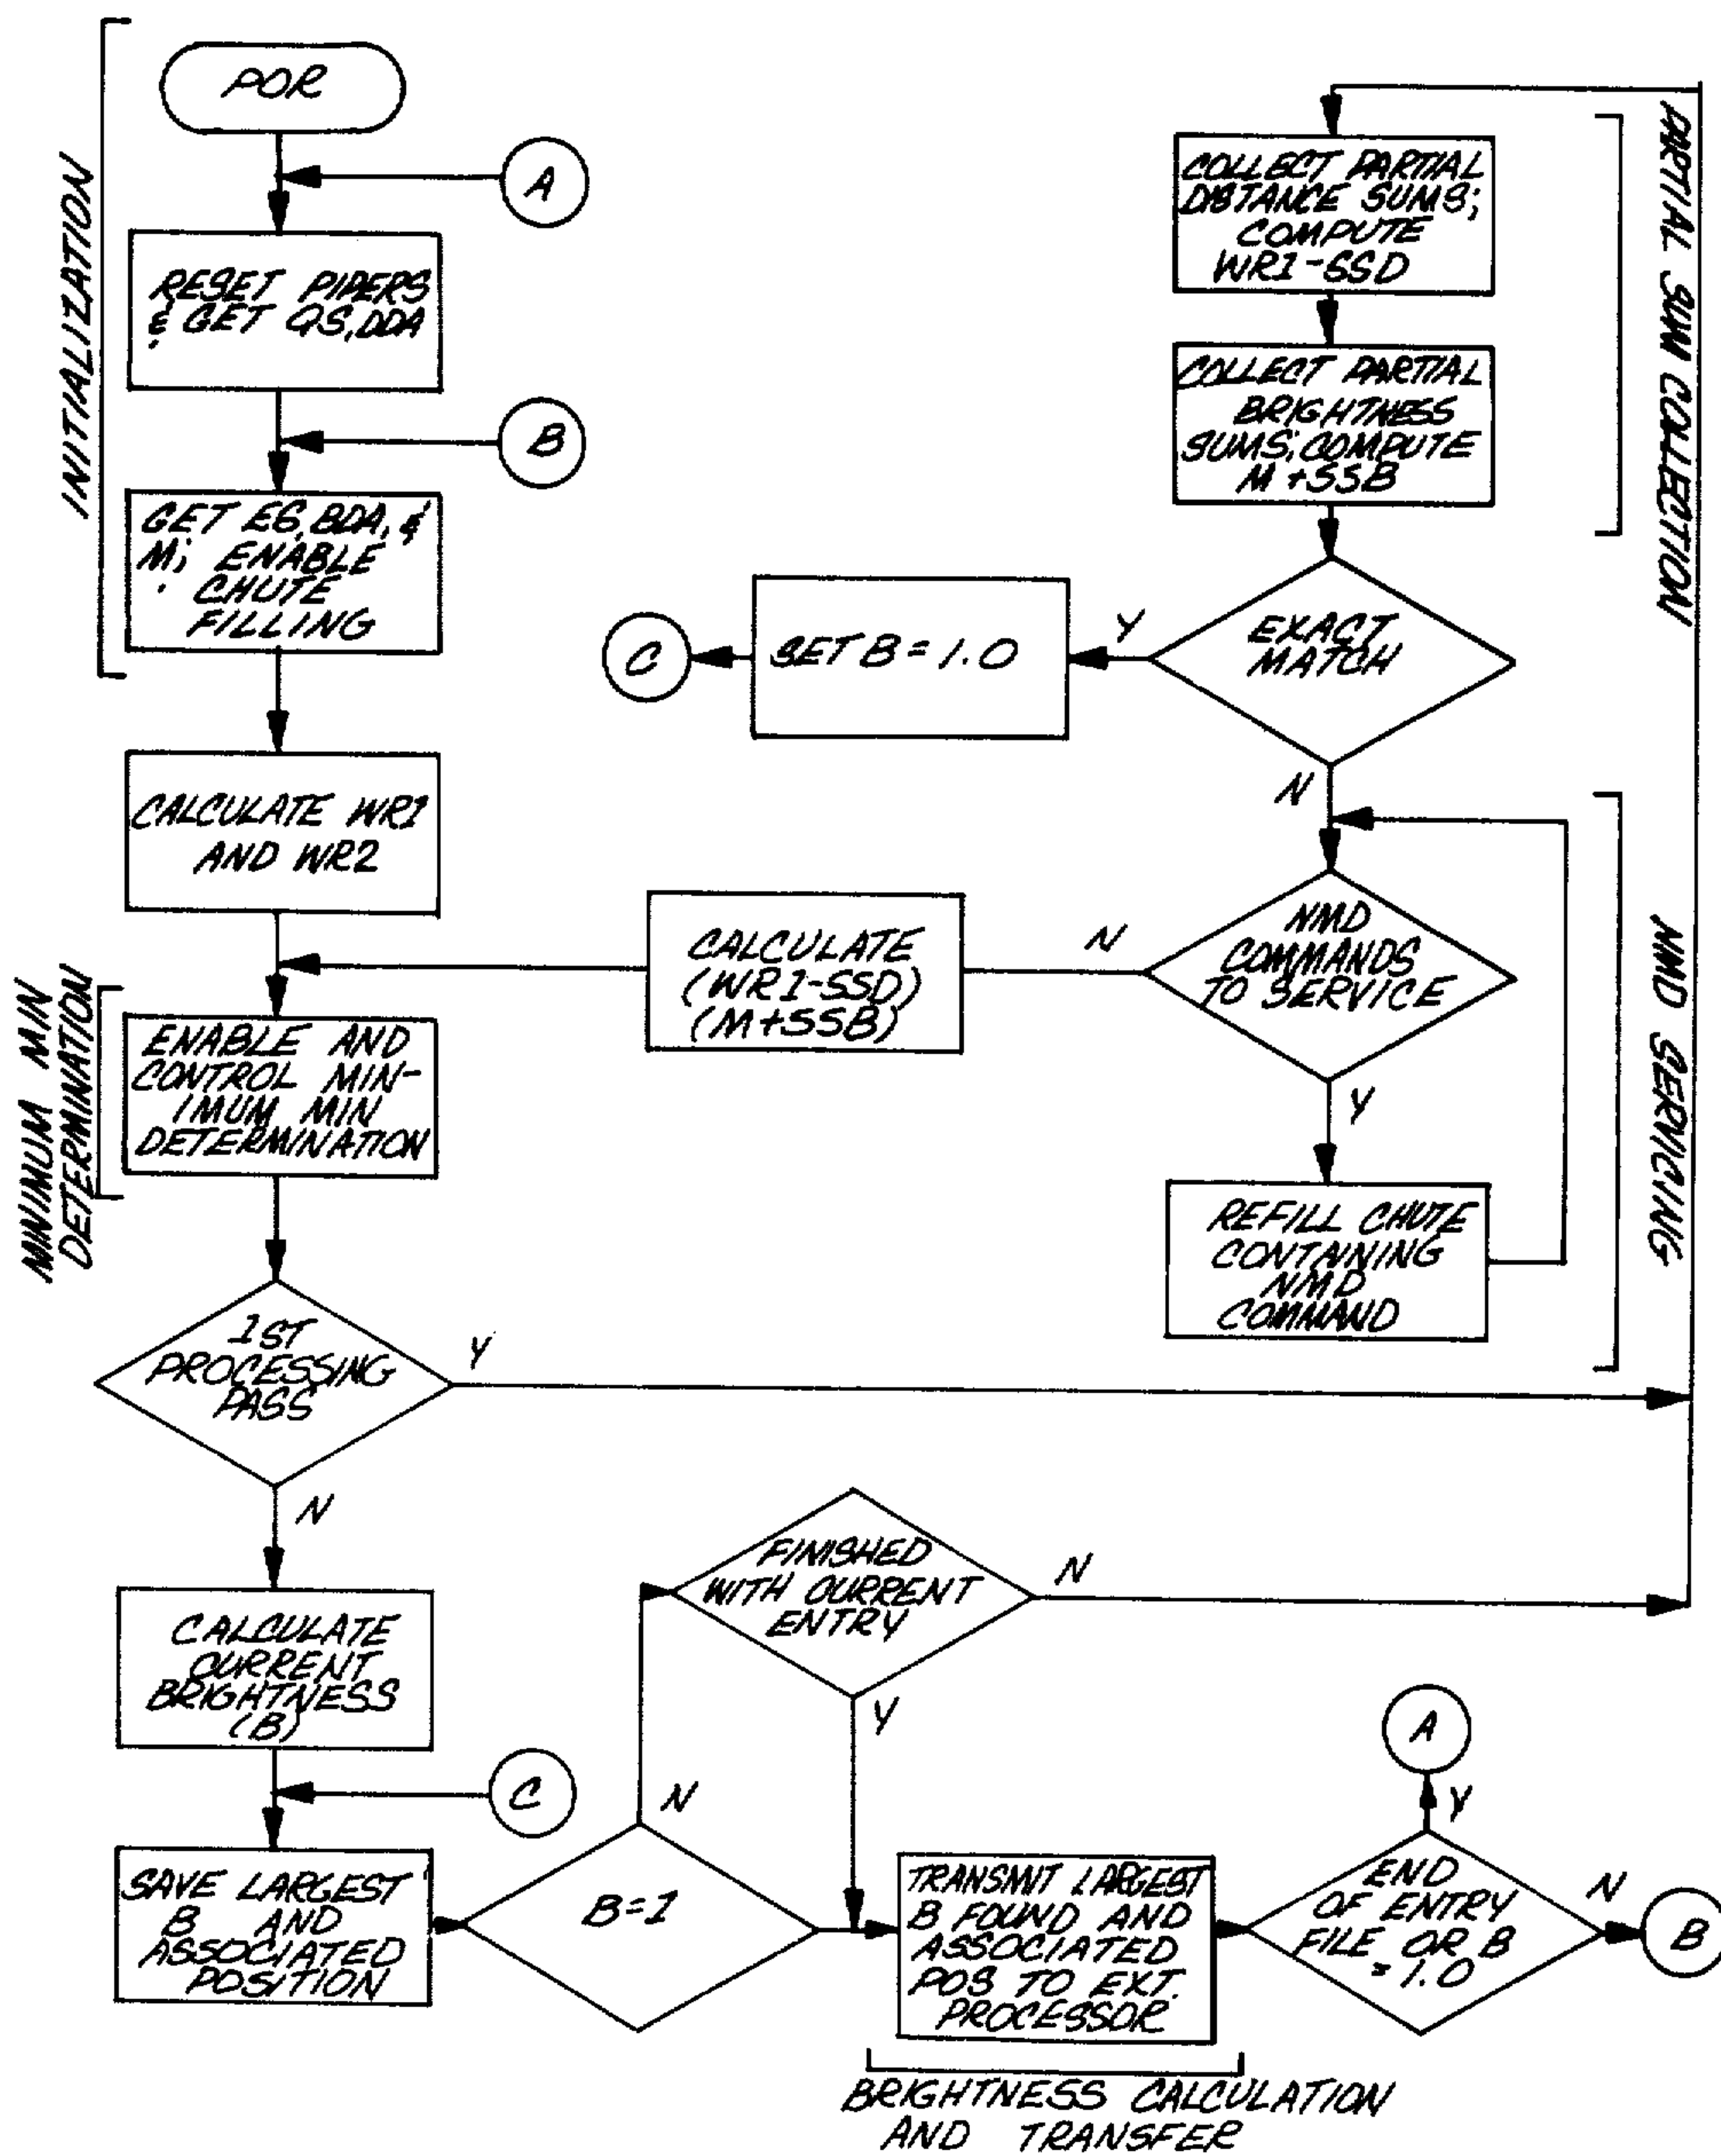 INITIALIZATION
POR
A
RESET PIPERS
& GET QS, DDA
B
GET ES, BDA, &
M; ENABLE
CHUTE
FILLING
CALCULATE WR1
AND WR2
MINIMUM MIN
DETERMINATION
ENABLE AND
CONTROL MIN-
IMUM MIN
DETERMINATION
1ST
PROCESSING
PASS
Y
N
CALCULATE
CURRENT
BRIGHTNESS
(B)
C
SAVE LARGEST
B AND
ASSOCIATED
POSITION
PARTIAL SUM COLLECTION
COLLECT PARTIAL
DISTANCE SUMS;
COMPUTE
WR1-SSD
COLLECT PARTIAL
BRIGHTNESS
SUMS; COMPUTE
M+SSB
EXACT
MATCH
Y
SET B = 1.0
C
N
NMD SERVICING
NMD
COMMANDS
TO SERVICE
N
CALCULATE
(WR1-SSD)
(M+SSB)
Y
REFILL CHUTE
CONTAINING
NMD
COMMAND
FINISHED
WITH CURRENT
ENTRY
N
Y
B=1
N
TRANSMIT LARGEST
B FOUND AND
ASSOCIATED
POS TO EXT.
PROCESSOR
A
Y
END
OF ENTRY
FILE OR B
= 1.0
N
B
BRIGHTNESS CALCULATION
AND TRANSFER